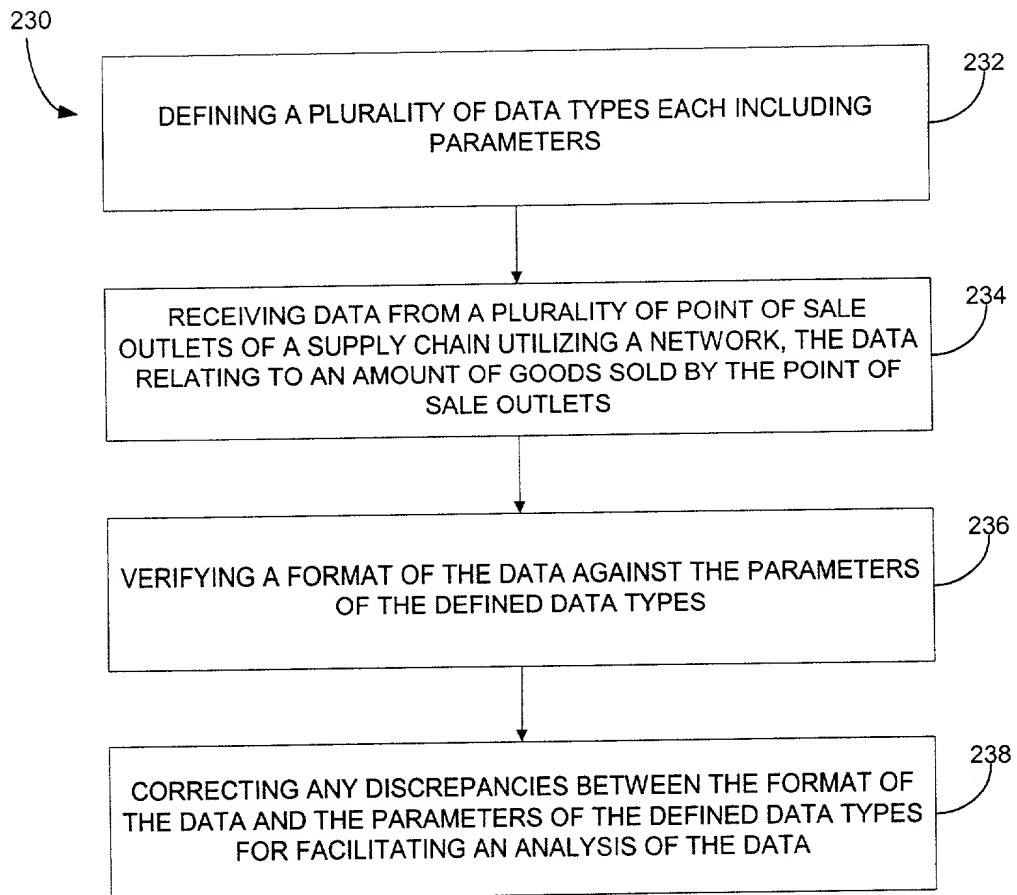 230
232
DEFINING A PLURALITY OF DATA TYPES EACH INCLUDING
PARAMETERS
234
RECEIVING DATA FROM A PLURALITY OF POINT OF SALE
OUTLETS OF A SUPPLY CHAIN UTILIZING A NETWORK, THE DATA
RELATING TO AN AMOUNT OF GOODS SOLD BY THE POINT OF
SALE OUTLETS
236
VERIFYING A FORMAT OF THE DATA AGAINST THE PARAMETERS
OF THE DEFINED DATA TYPES
238
CORRECTING ANY DISCREPANCIES BETWEEN THE FORMAT OF
THE DATA AND THE PARAMETERS OF THE DEFINED DATA TYPES
FOR FACILITATING AN ANALYSIS OF THE DATA